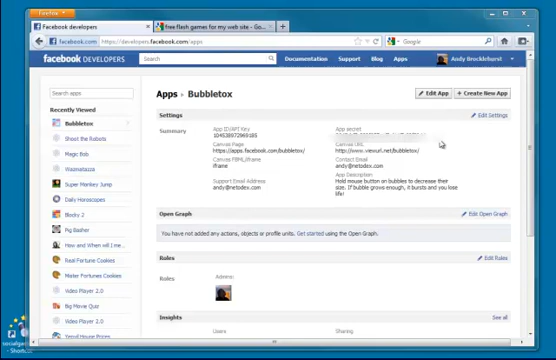 Firefox
Facebook developers
free flash games for my web site - Go...
facebook.com
https://developers.facebook.com/apps
Google
facebook DEVELOPERS
Search
Documentation
Support
Blog
Apps
Andy Brocklehurst
Search apps
Apps
Bubbletox
Edit App
Create New App
Recently Viewed
Bubbletox
Shoot the Robots
Magic Bob
Super Monkey Jump
Daily Horoscopes
Blocky 2
Pig Basher
How and When will I me...
Real Fortune Cookies
Mister Fortunes Cookies
Video Player 2.0
Big Movie Quiz
Video Player 2.0
Settings
Edit Settings
Summary
App ID/API Key
App secret
Canvas Page
https://apps.facebook.com/bubbletox/
Canvas URL
http://www.viewurl.net/bubbletox/
Canvas FBML/iframe
iframe
Contact Email
andy@netodex.com
Support Email Address
andy@netodex.com
App Description
Hold mouse button on bubbles to decrease their
size. If bubble grows enough, it bursts and you lose
life!
Open Graph
Edit Open Graph
You have not added any actions, objects or profile units. Get started using the Open Graph.
Roles
Edit Roles
Roles
Admins
Insights
See all
Users
Sharing